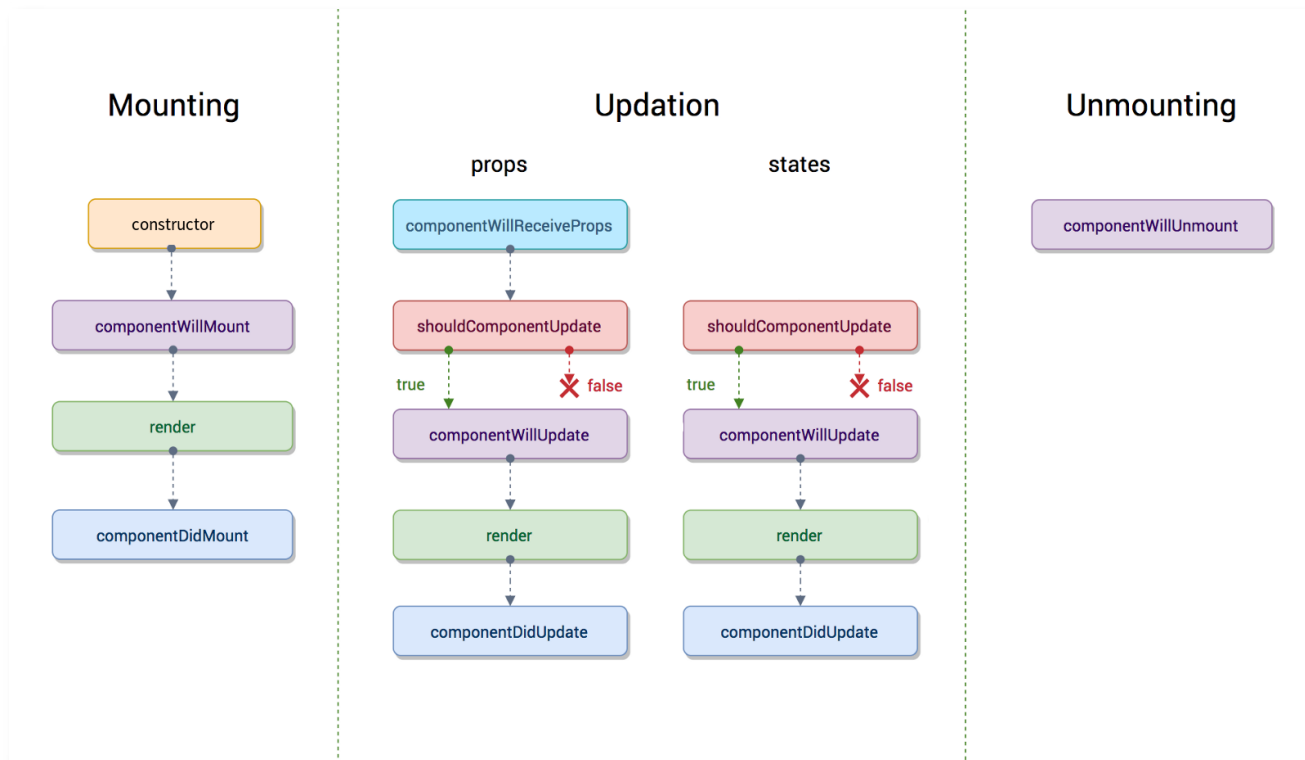 Mounting
constructor
componentWillMount
render
componentDidMount
Updation
props
componentWillReceiveProps
shouldComponentUpdate
true
false
componentWillUpdate
render
componentDidUpdate
states
shouldComponentUpdate
true
false
componentWillUpdate
render
componentDidUpdate
Unmounting
componentWillUnmount